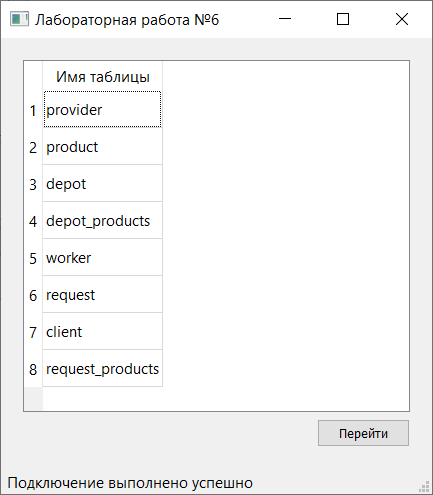 Лабораторная работа №6
Имя таблицы
1 provider
2 product
3 depot
4 depot_products
5 worker
6 request
7 client
8 request_products
Перейти
Подключение выполнено успешно